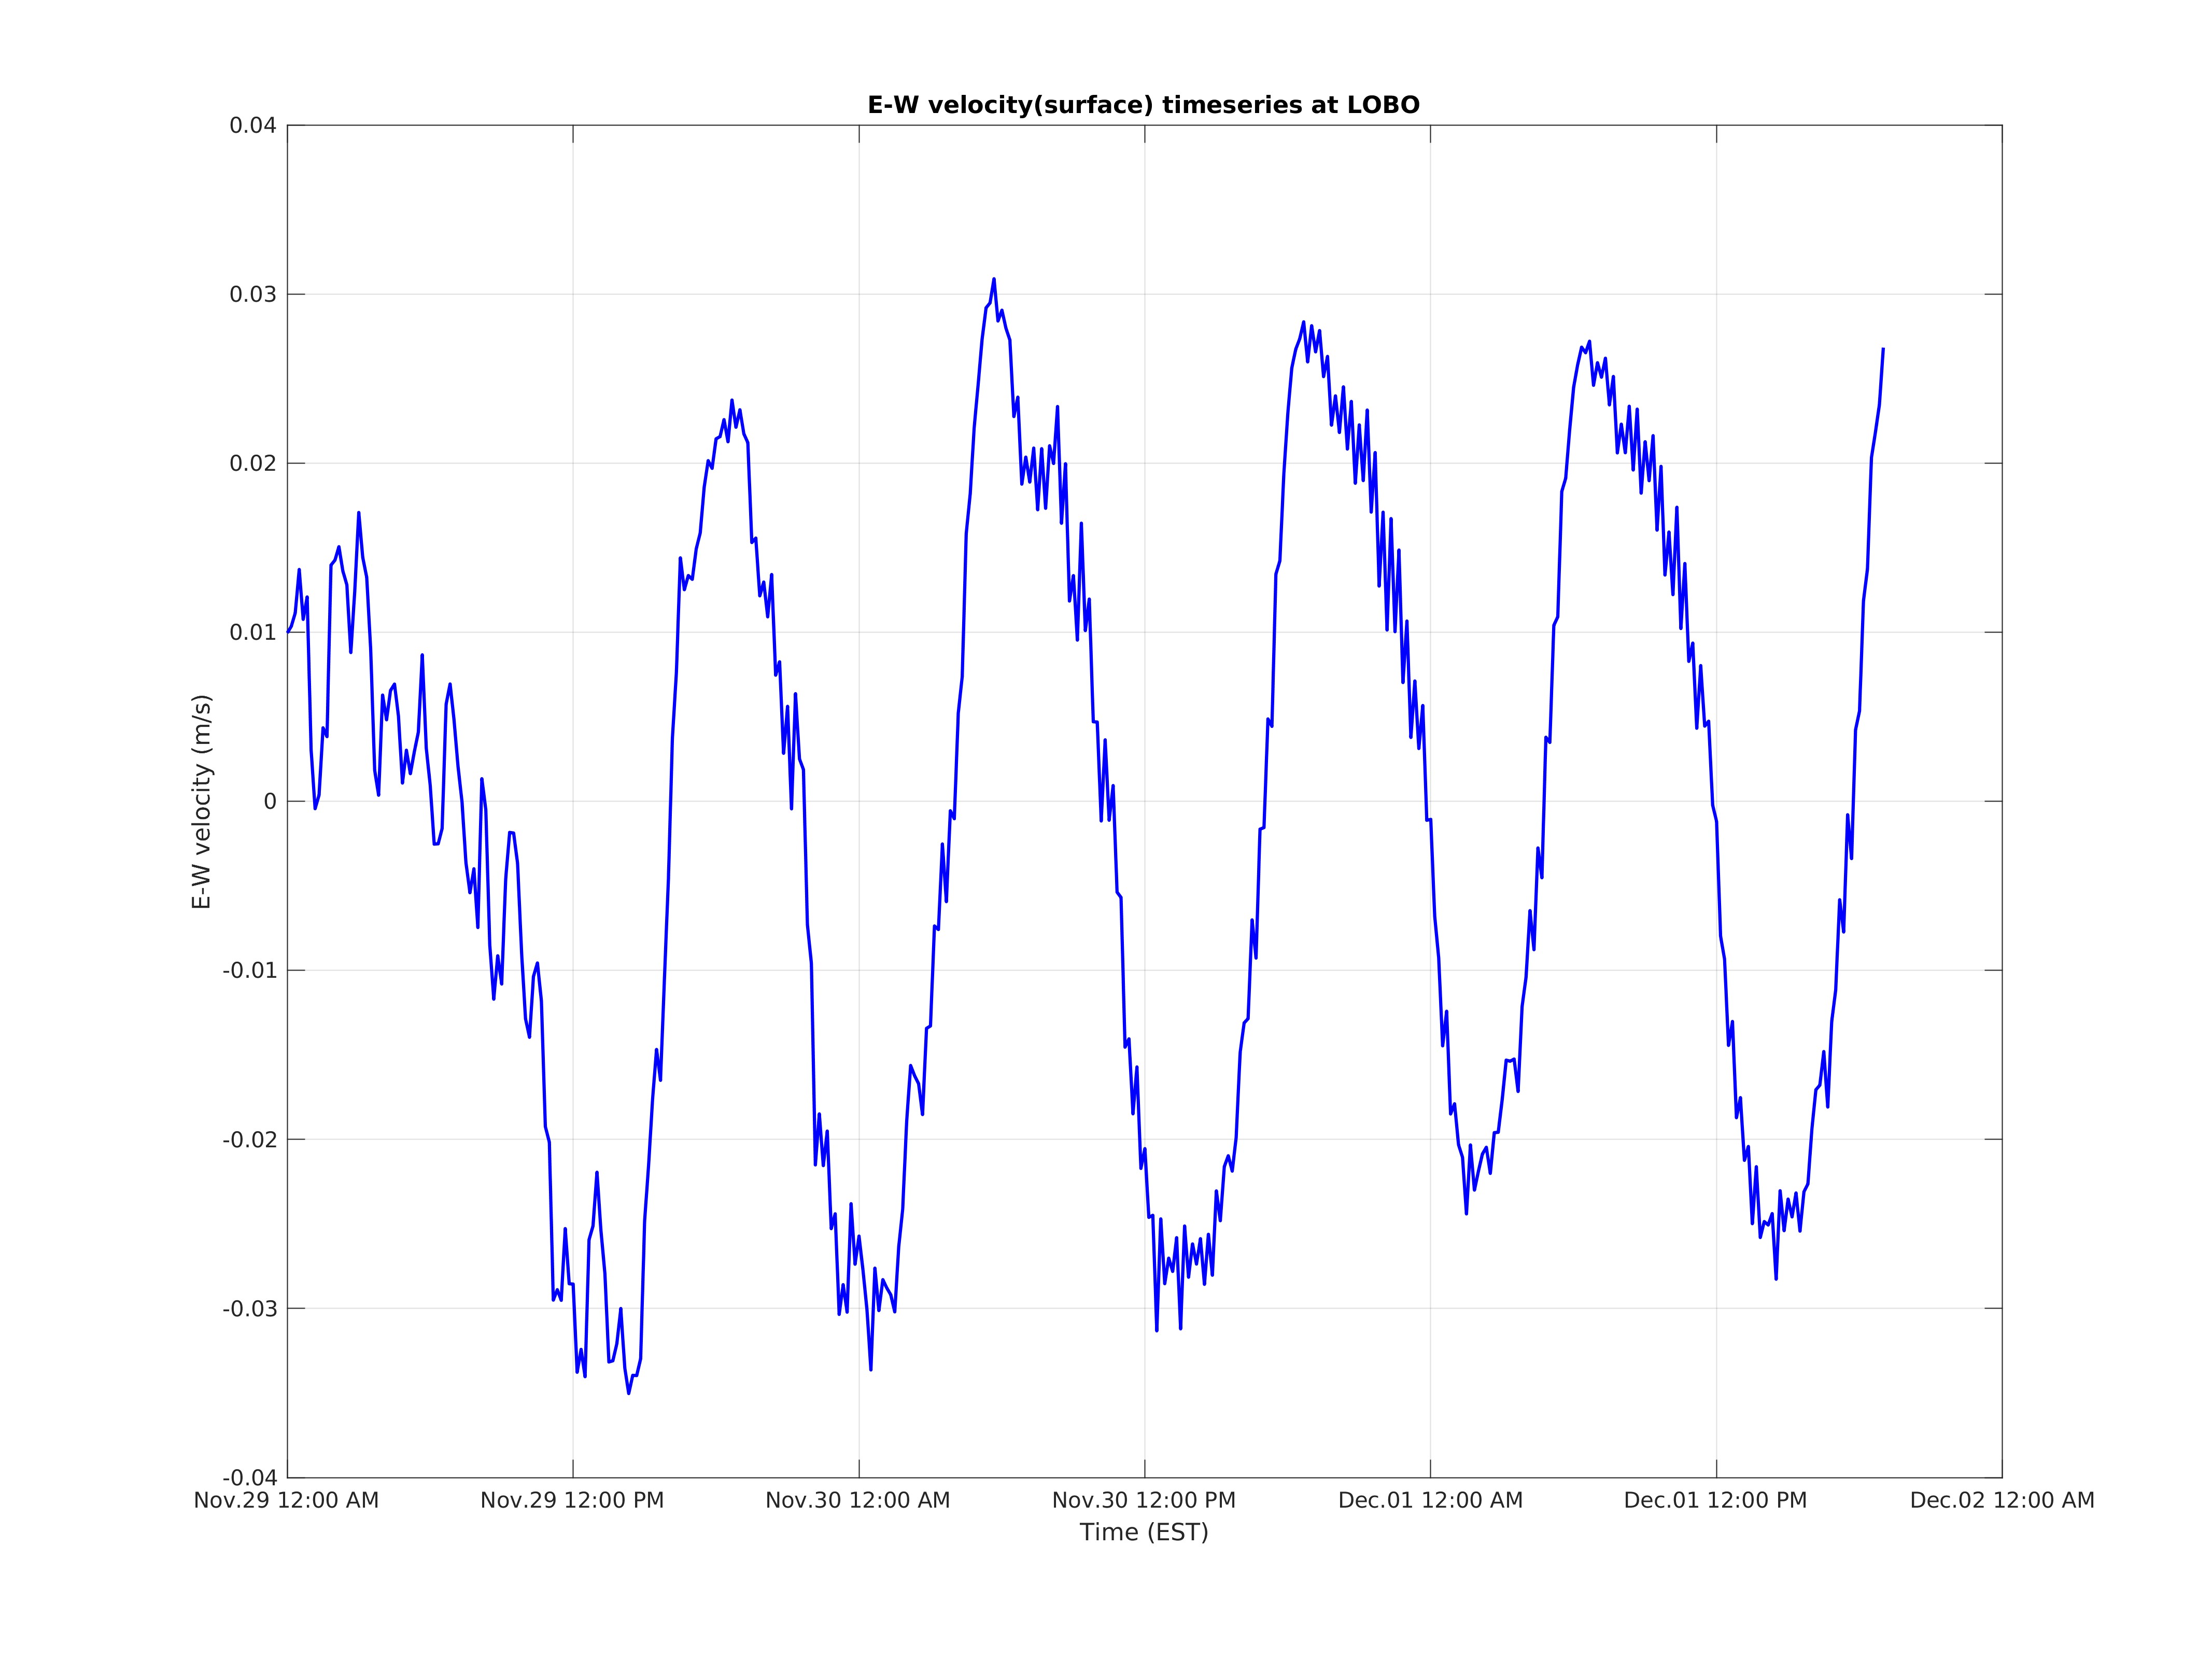 E-W velocity(surface) timeseries at LOBO
0.04
0.03
0.02
0.01
0
-0.01
-0.02
-0.03
-0.04
E-W velocity (m/s)
Nov.29 12:00 AM
Nov.29 12:00 PM
Nov.30 12:00 AM
Nov.30 12:00 PM
Dec.01 12:00 AM
Dec.01 12:00 PM
Dec.02 12:00 AM
Time (EST)